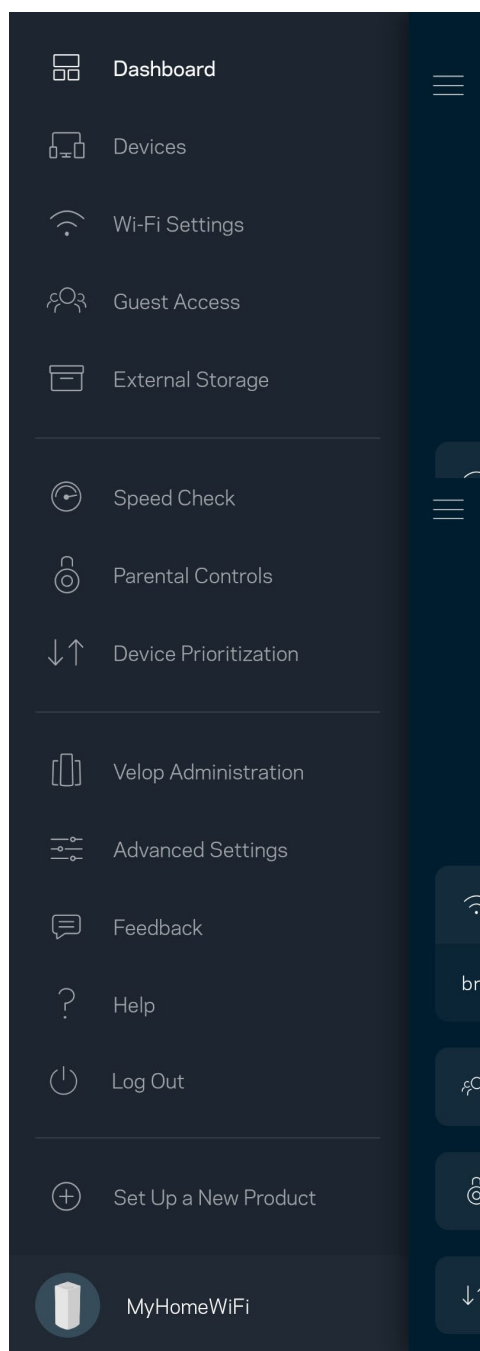 Dashboard
Devices
Wi-Fi Settings
Guest Access
External Storage
Speed Check
Parental Controls
Device Prioritization
Velop Administration
Advanced Settings
Feedback
br
Help
Log Out
Set Up a New Product
MyHomeWiFi